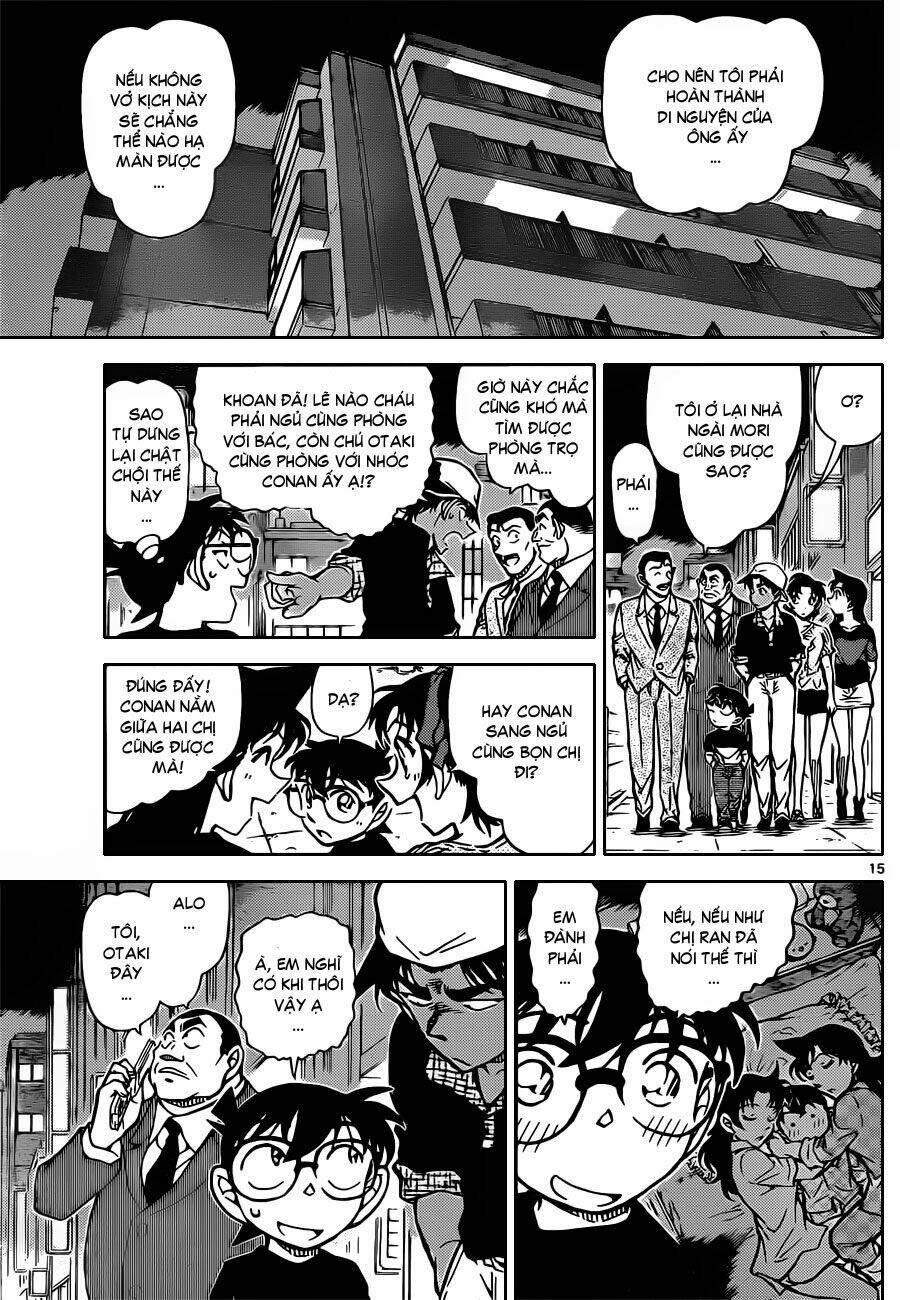 CHO NÊN TÔI PHẢI
HOÀN THÀNH
DI NGUYỆN CỦA
ÔNG ẤY
...
NẾU KHÔNG
VỞ KỊCH NÀY
SẼ CHẲNG
THỂ NÀO HẠ
MÀN ĐƯỢC
...
Ơ?
TÔI Ở LẠI NHÀ
NGÀI MORI
CŨNG ĐƯỢC
SAO?
PHẢI
...
GIỜ NÀY CHẮC
CŨNG KHÓ MÀ
TÌM ĐƯỢC
PHÒNG TRỌ
MÀ...
KHOAN ĐÃ! LẼ NÀO CHÁU
PHẢI NGỦ CÙNG PHÒNG
VỚI BÁC, CÒN CHÚ OTAKI
CÙNG PHÒNG VỚI NHÓC
CONAN ẤY Ạ!?
SAO
TỰ DƯNG
LẠI CHẬT
CHỘI THẾ
NÀY
...
HAY CONAN
SANG NGỦ
CÙNG BỌN CHỊ
ĐI?
DẠ?
ĐÚNG ĐẤY!
CONAN NẰM
GIỮA HAI CHỊ
CŨNG ĐƯỢC
MÀ!
15
NẾU, NẾU NHƯ
CHỊ RAN ĐÃ
NƠI THẾ THÌ
...
EM
ĐÀNH
PHẢI
...
À, EM NGHĨ
CÓ KHI THÔI
VẬY Ạ
...
ALO
...
TÔI,
OTAKI
ĐÂY
...